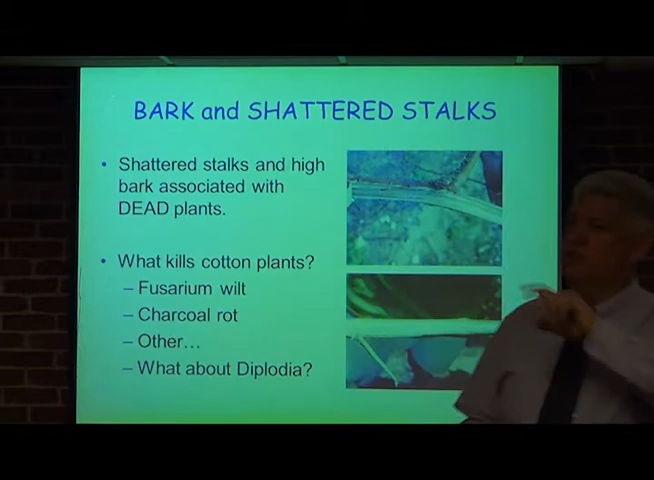 BARK and SHATTERED STALKS
• Shattered stalks and high
bark associated with
DEAD plants.
• What kills cotton plants?
– Fusarium wilt
– Charcoal rot
– Other…
– What about Diplodia?